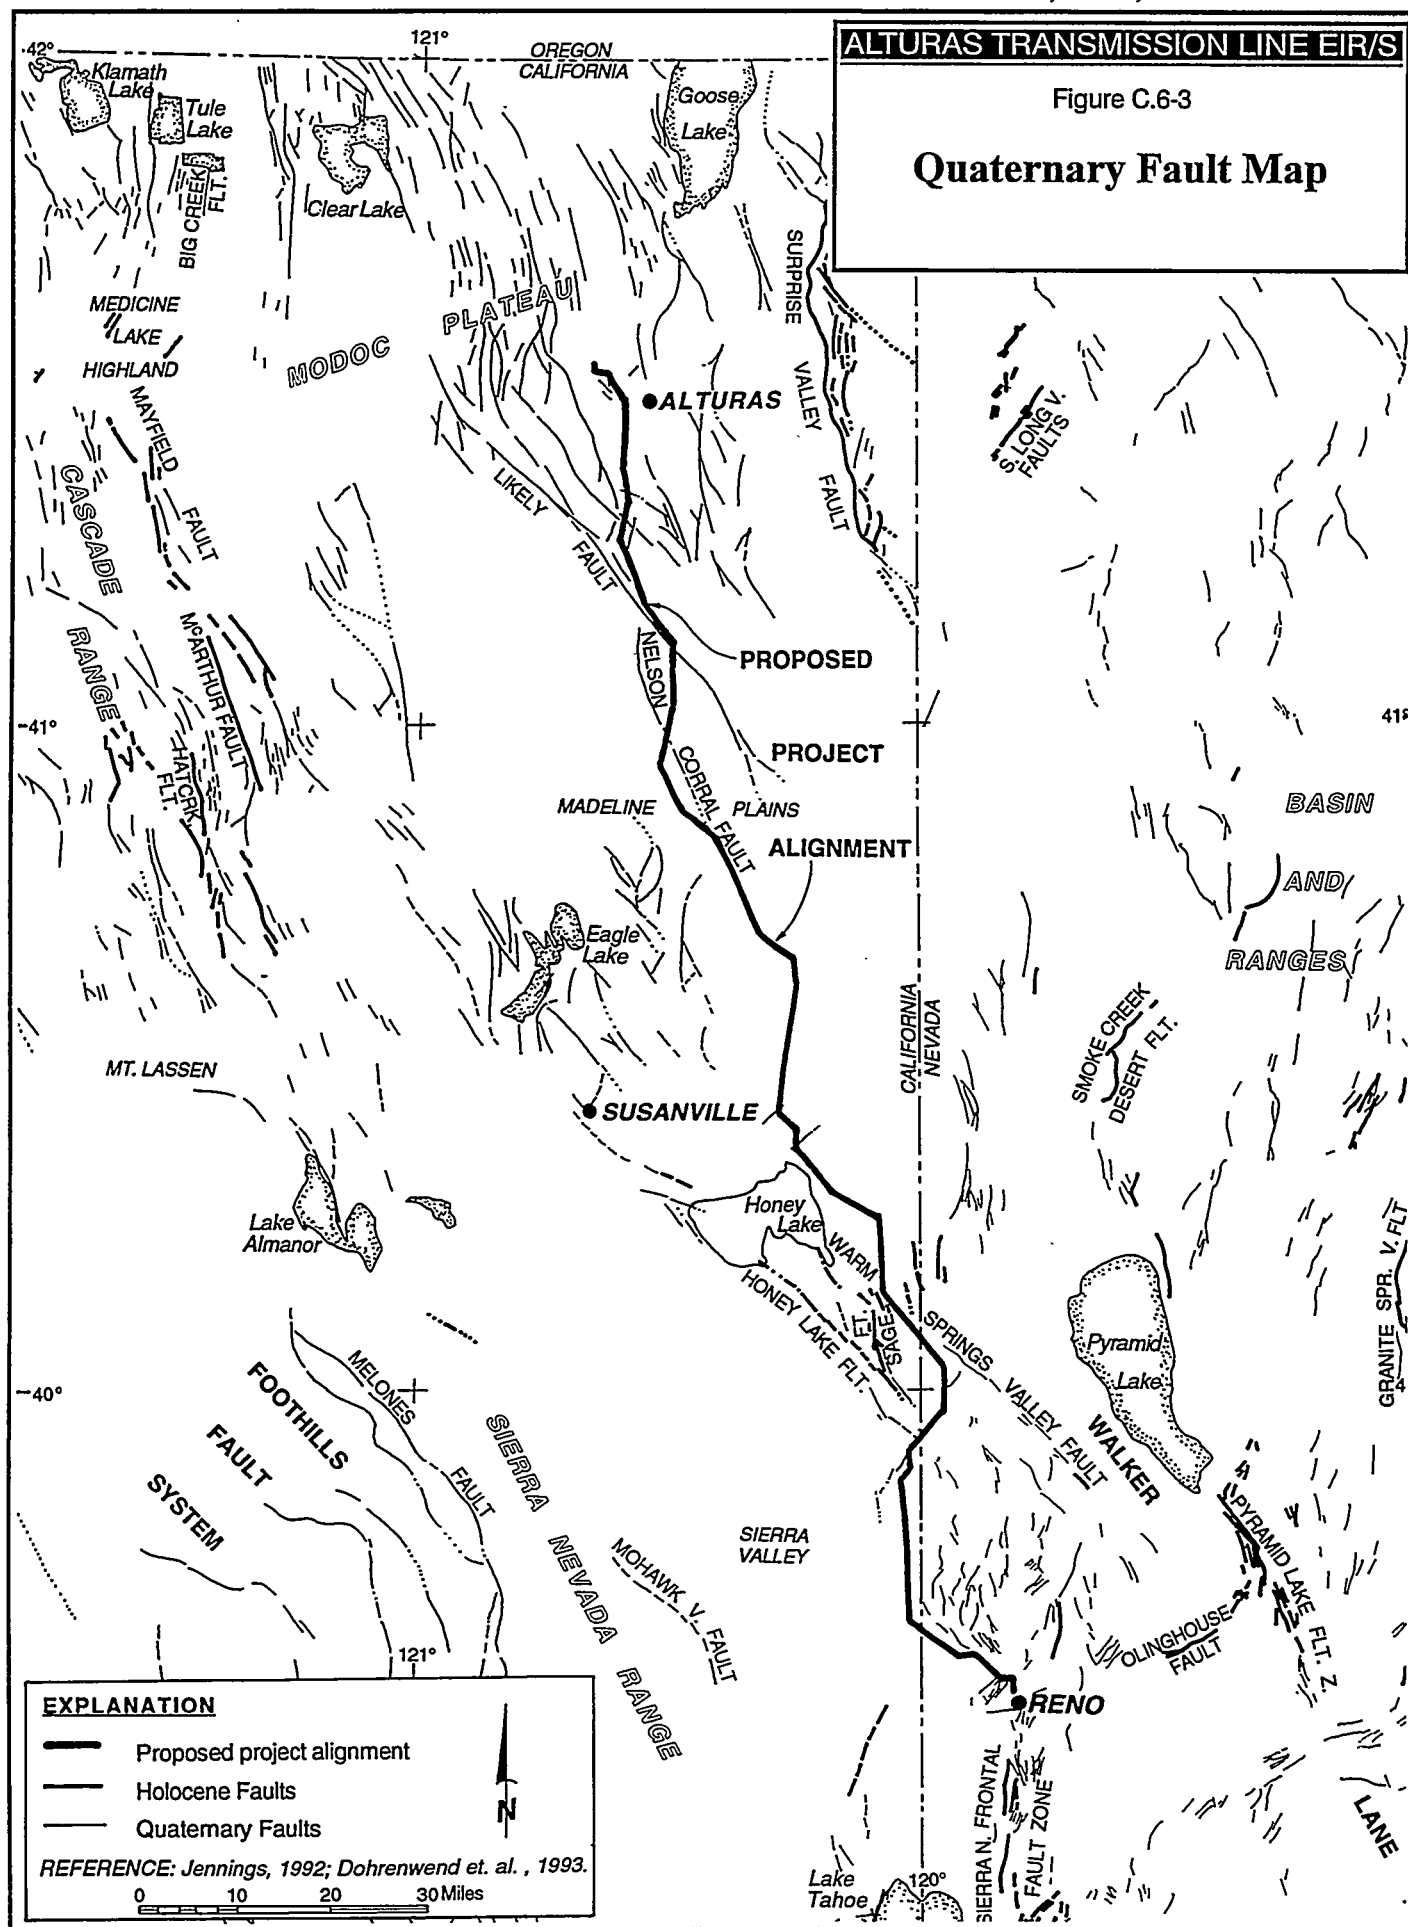 ALTURAS TRANSMISSION LINE EIR/S
Figure C.6-3
Quaternary Fault Map
42°
121°
OREGON
CALIFORNIA
Klamath
Lake
Tule
Lake
BIG CREEK
FLT.
Clear Lake
Goose
Lake
MEDICINE
LAKE
HIGHLAND
MODOC PLATEAU
SURPRISE
VALLEY
FAULT
ALTURAS
S. LONG V.
FAULTS
MAYFIELD
FAULT
CASCADE
RANGE
LIKELY
FAULT
McARTHUR FAULT
HATCRK
FLT.
NELSON
CORRAL FAULT
PROPOSED
PROJECT
ALIGNMENT
41°
41°
MADELINE PLAINS
BASIN
AND
RANGES
Eagle
Lake
CALIFORNIA
NEVADA
SMOKE CREEK
DESERT FLT.
MT. LASSEN
SUSANVILLE
Lake
Almanor
Honey
Lake
WARM
SPRINGS
VALLEY
FAULT
HONEY LAKE FLT.
FT. SAGE
GRANITE SPR. V. FLT
Pyramid
Lake
40°
4
MELONES
FAULT
FOOTHILLS
FAULT
SYSTEM
SIERRA
NEVADA
RANGE
WALKER
LANE
SIERRA
VALLEY
MOHAWK V. FAULT
PYRAMID LAKE FLT. Z.
OLINGHOUSE
FAULT
RENO
SIERRAN FRONTAL
FAULT ZONE
Lake
Tahoe
120°
121°
EXPLANATION
Proposed project alignment
Holocene Faults
Quaternary Faults
N
REFERENCE: Jennings, 1992; Dohrenwend et. al. , 1993.
0 10 20 30 Miles